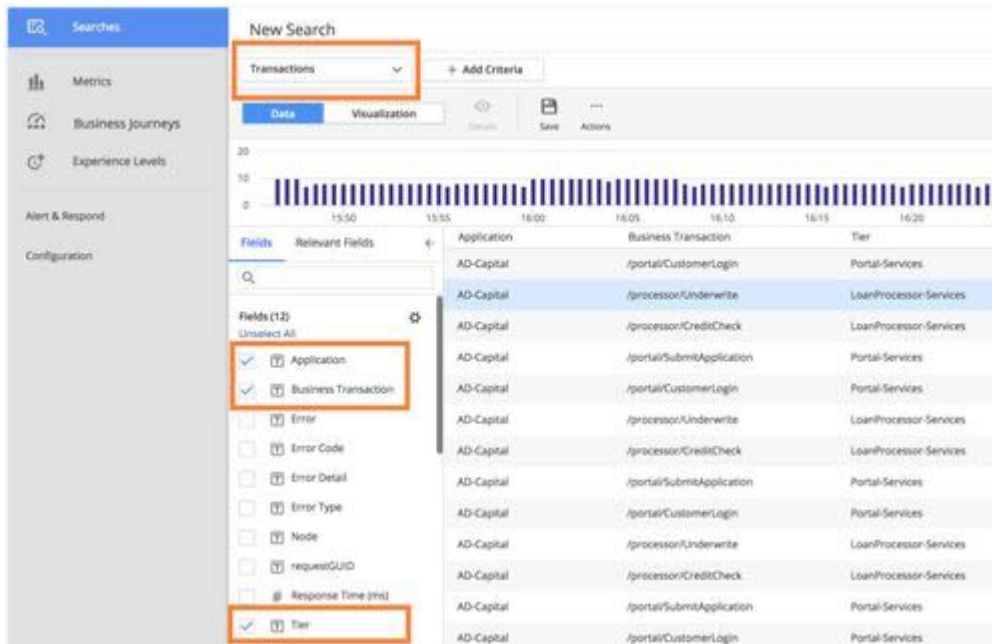 Searches
Metrics
Business Journeys
Experience Levels
Alert & Respond
Configuration
New Search
Transactions
+ Add Criteria
Data Visualization Details Save Actions
20
10
0
15:50 15:55 16:00 16:05 16:10 16:15 16:20
Fields Relevant Fields
Fields (12)
Unselect All
Application
Business Transaction
Error
Error Code
Error Detail
Error Type
Node
requestGUID
# Response Time (ms)
Tier
Application Business Transaction Tier
AD-Capital /portal/CustomerLogin Portal-Services
AD-Capital /processor/Underwrite LoanProcessor-Services
AD-Capital /processor/CreditCheck LoanProcessor-Services
AD-Capital /portal/SubmitApplication Portal-Services
AD-Capital /portal/CustomerLogin Portal-Services
AD-Capital /processor/Underwrite LoanProcessor-Services
AD-Capital /processor/CreditCheck LoanProcessor-Services
AD-Capital /portal/SubmitApplication Portal-Services
AD-Capital /portal/CustomerLogin Portal-Services
AD-Capital /processor/Underwrite LoanProcessor-Services
AD-Capital /processor/CreditCheck LoanProcessor-Services
AD-Capital /portal/SubmitApplication Portal-Services
AD-Capital /portal/CustomerLogin Portal-Services